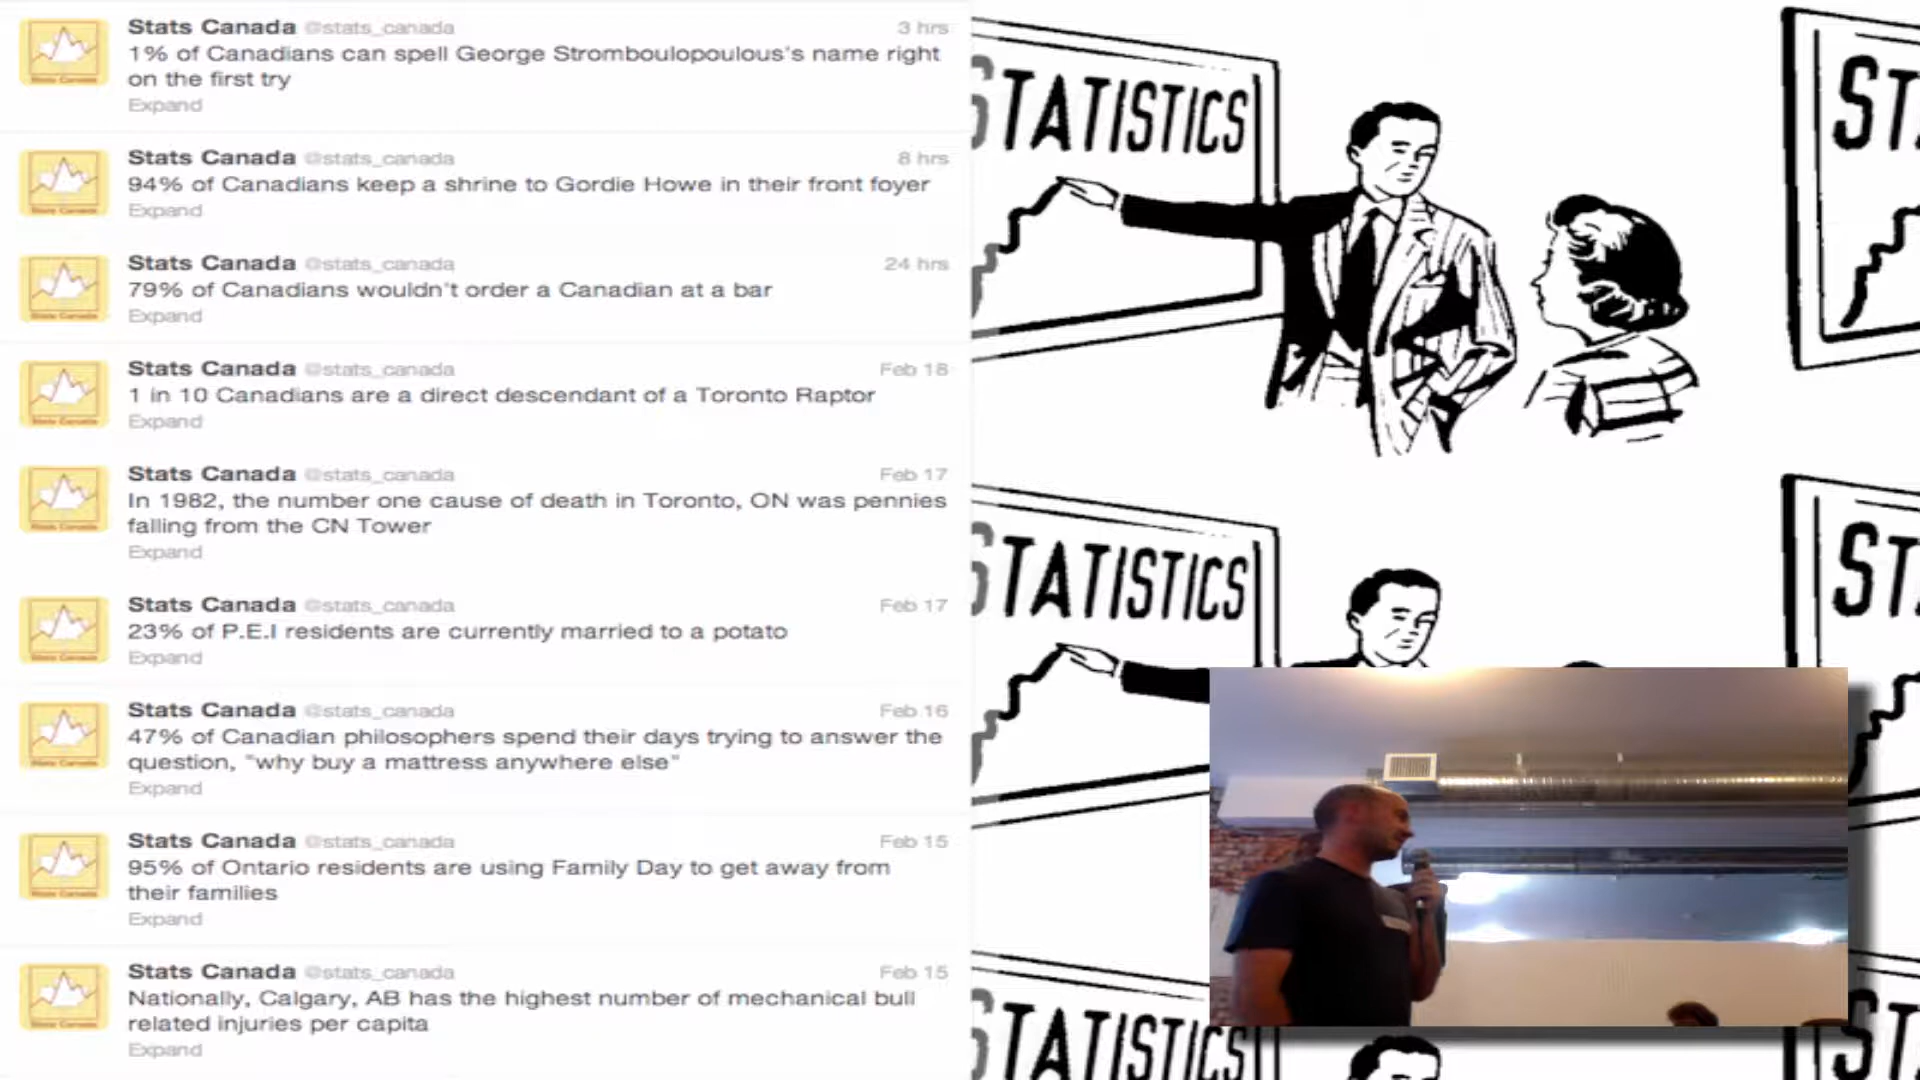 Stats Canada @stats_canada 3 hrs
1% of Canadians can spell George Stromboulopoulous's name right
on the first try
Expand
Stats Canada @stats_canada 8 hrs
94% of Canadians keep a shrine to Gordie Howe in their front foyer
Expand
Stats Canada @stats_canada 24 hrs
79% of Canadians wouldn't order a Canadian at a bar
Expand
Stats Canada @stats_canada Feb 18
1 in 10 Canadians are a direct descendant of a Toronto Raptor
Expand
Stats Canada @stats_canada Feb 17
In 1982, the number one cause of death in Toronto, ON was pennies
falling from the CN Tower
Expand
Stats Canada @stats_canada Feb 17
23% of P.E.I residents are currently married to a potato
Expand
Stats Canada @stats_canada Feb 16
47% of Canadian philosophers spend their days trying to answer the
question, "why buy a mattress anywhere else"
Expand
Stats Canada @stats_canada Feb 15
95% of Ontario residents are using Family Day to get away from
their families
Expand
Stats Canada @stats_canada Feb 15
Nationally, Calgary, AB has the highest number of mechanical bull
related injuries per capita
Expand
STATISTICS
STA
STATISTICS
STA
STATISTICS
ST